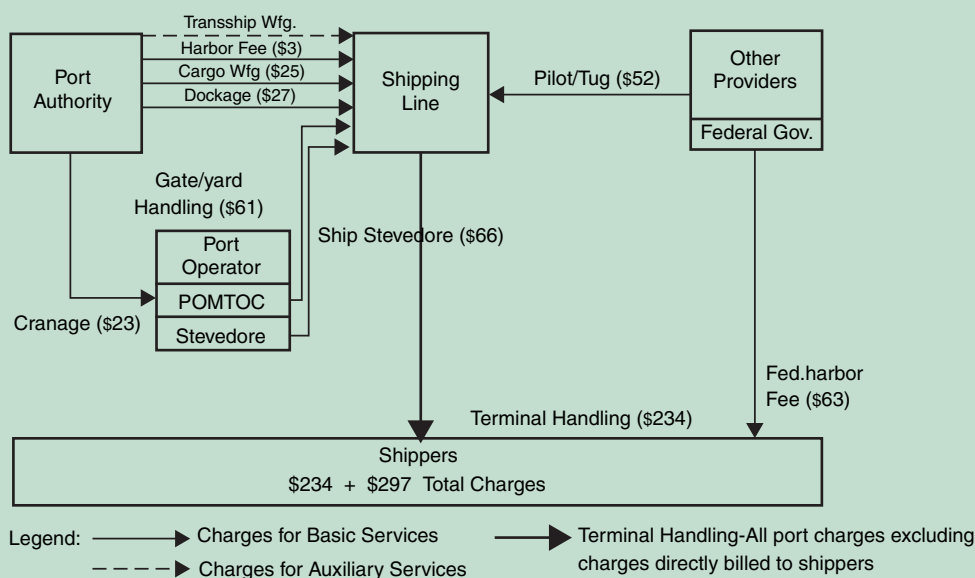 Transship Wfg.
Harbor Fee ($3)
Cargo Wfg ($25)
Dockage ($27)
Port
Authority
Shipping
Line
Pilot/Tug ($52)
Other
Providers
Federal Gov.
Gate/yard
Handling ($61)
Ship Stevedore ($66)
Port
Operator
POMTOC
Stevedore
Cranage ($23)
Fed.harbor
Fee ($63)
Terminal Handling ($234)
Shippers
$234 + $297 Total Charges
Legend:
Charges for Basic Services
Charges for Auxiliary Services
Terminal Handling-All port charges excluding
charges directly billed to shippers